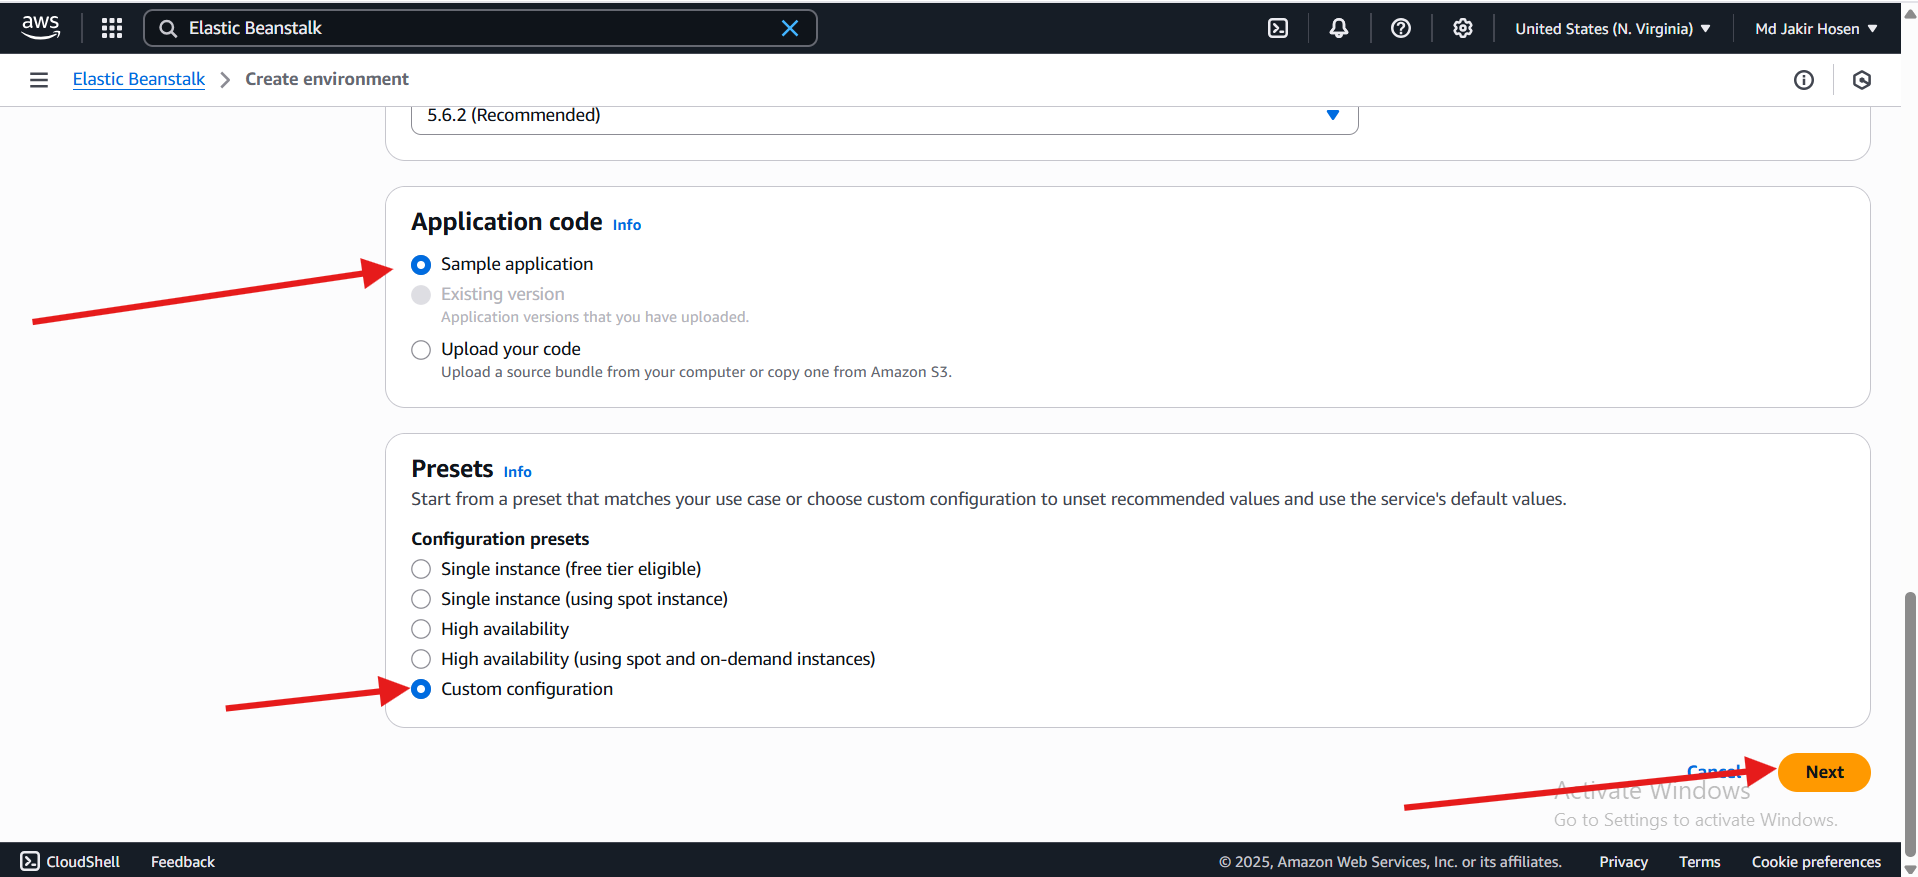 aws
Elastic Beanstalk
United States (N. Virginia)
Md Jakir Hosen
Elastic Beanstalk
Create environment
5.6.2 (Recommended)
Application code Info
Sample application
Existing version
Application versions that you have uploaded.
Upload your code
Upload a source bundle from your computer or copy one from Amazon S3.
Presets Info
Start from a preset that matches your use case or choose custom configuration to unset recommended values and use the service's default values.
Configuration presets
Single instance (free tier eligible)
Single instance (using spot instance)
High availability
High availability (using spot and on-demand instances)
Custom configuration
Cancel
Next
Activate Windows
Go to Settings to activate Windows.
CloudShell
Feedback
© 2025, Amazon Web Services, Inc. or its affiliates.
Privacy
Terms
Cookie preferences